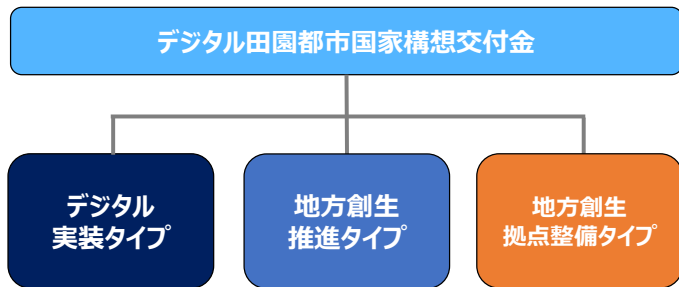 デジタル田園都市国家構想交付金
デジタル
実装タイプ
地方創生
推進タイプ
地方創生
拠点整備タイプ